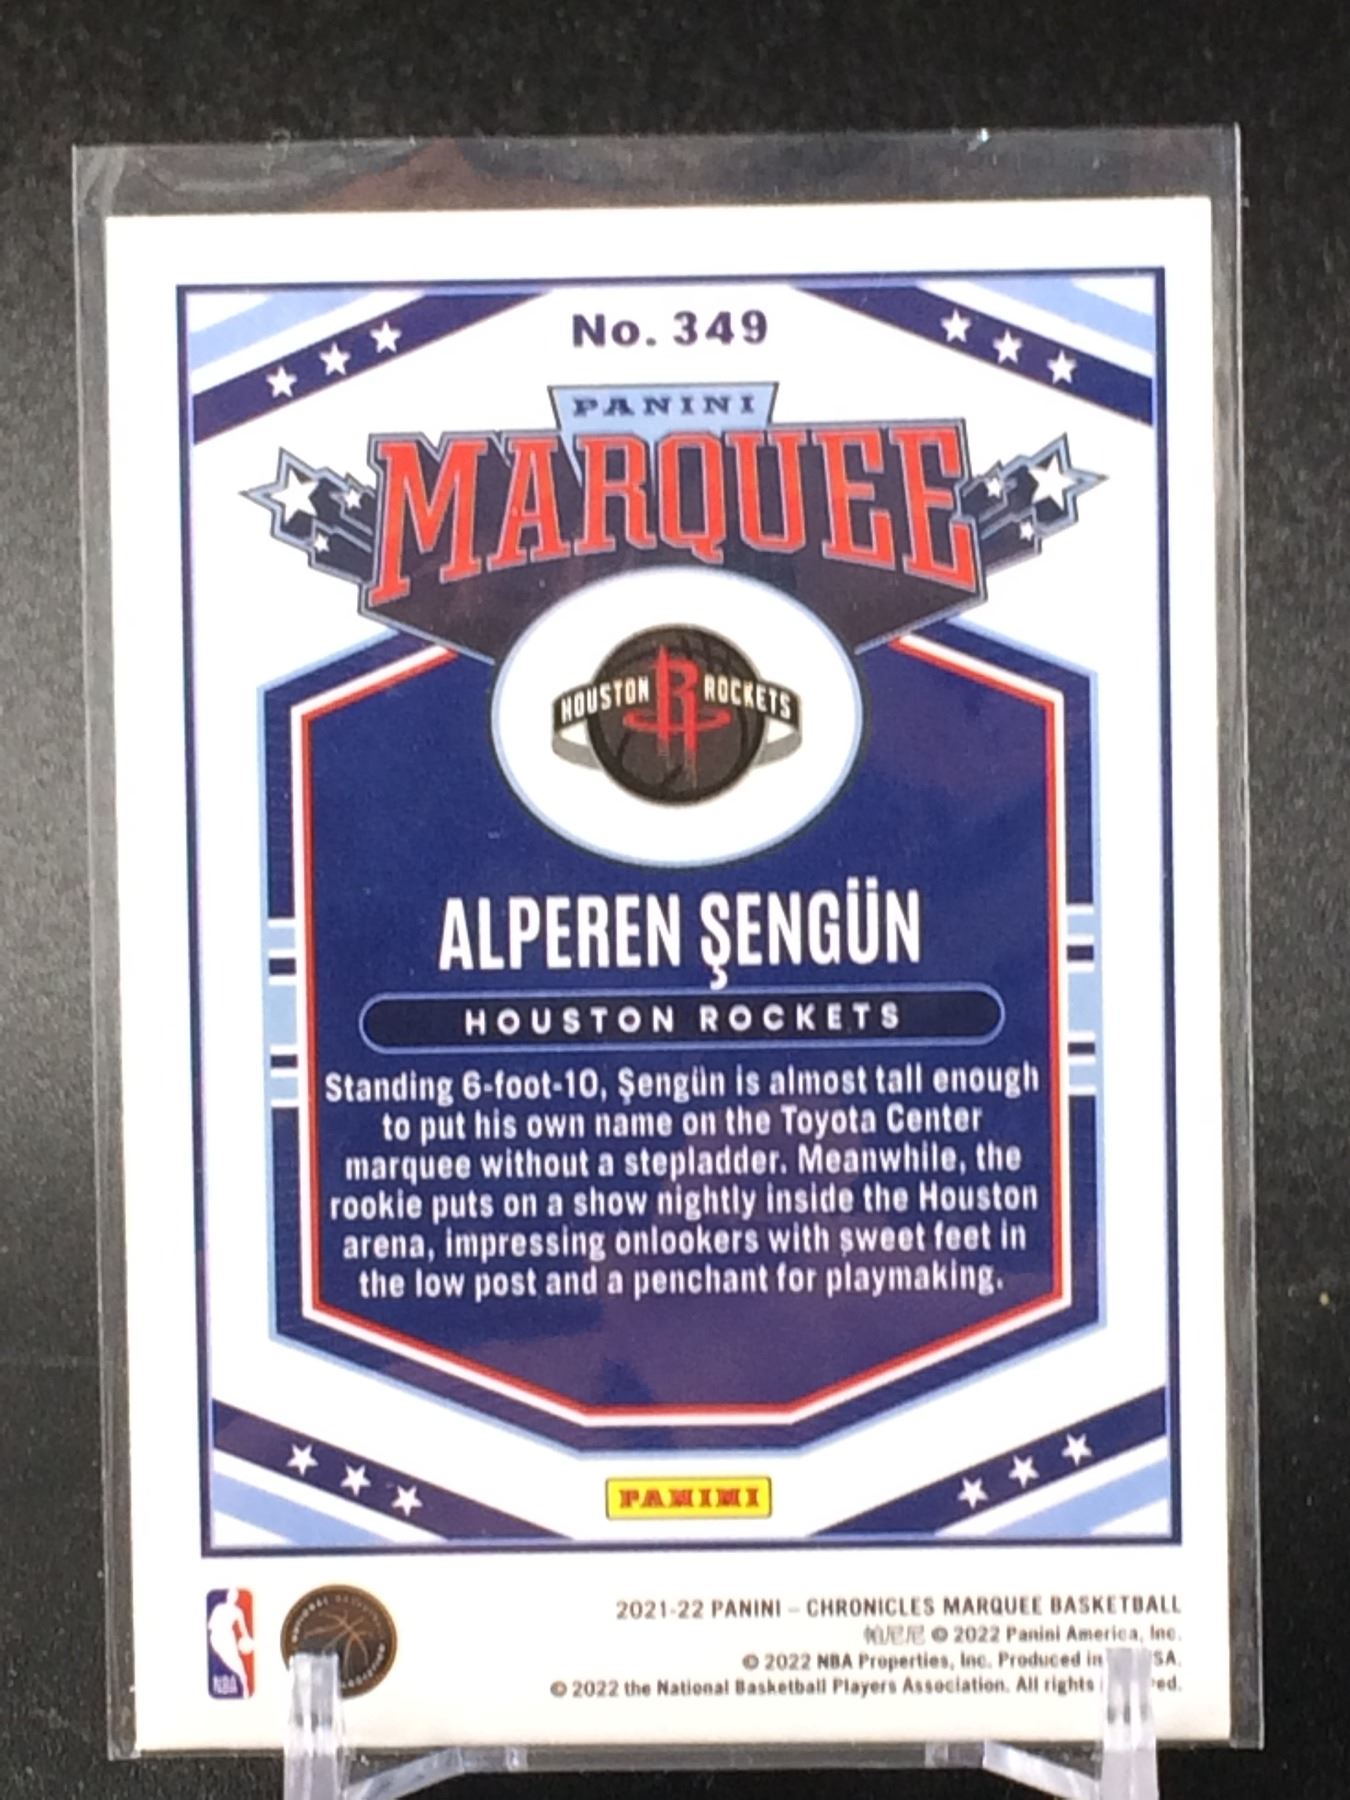 No. 349
PANINI
MARQUEE
HOUSTON ROCKETS
ALPEREN ŞENGÜN
HOUSTON ROCKETS
Standing 6-foot-10, Şengün is almost tall enough
to put his own name on the Toyota Center
marquee without a stepladder. Meanwhile, the
rookie puts on a show nightly inside the Houston
arena, impressing onlookers with sweet feet in
the low post and a penchant for playmaking.
PANINI
NBA
2021-22 PANINI – CHRONICLES MARQUEE BASKETBALL
帕尼尼 © 2022 Panini America, Inc.
© 2022 NBA Properties, Inc. Produced in
© 2022 the National Basketball Players Association. All rights